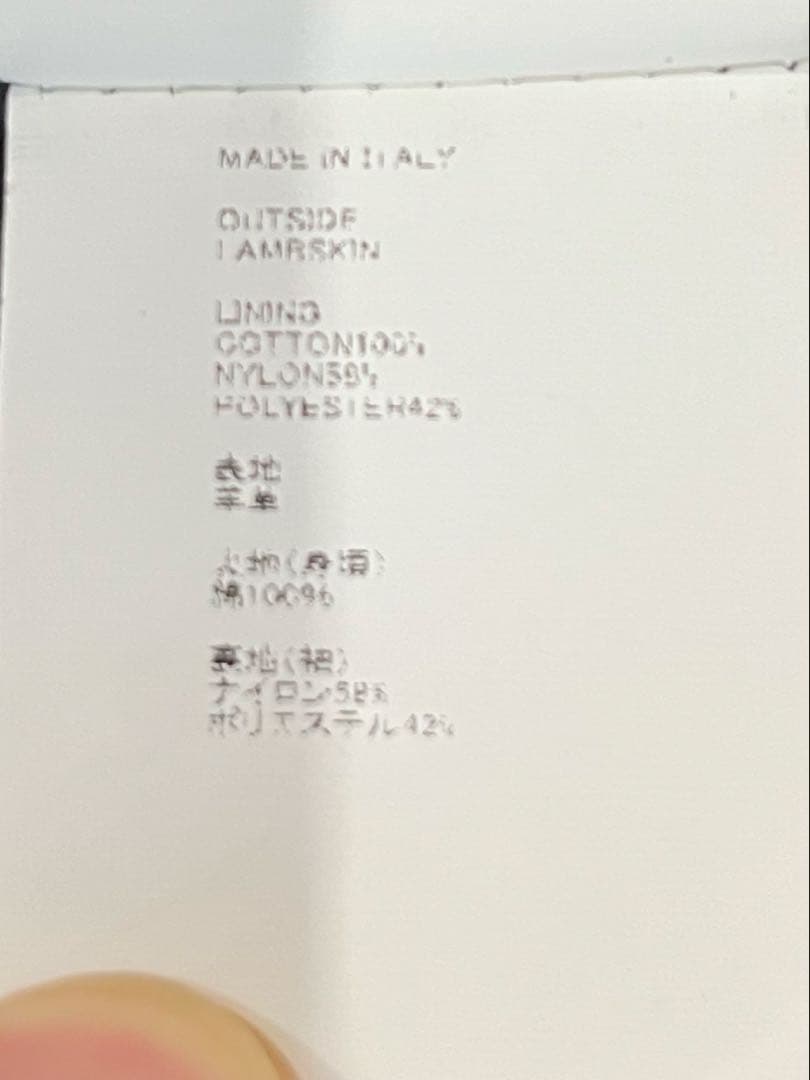 MADE IN ITALY
OUTSIDE
LAMBSKIN
LINING
COTTON100%
NYLON58%
POLYESTER42%
表地
羊革
裏地(身頃)
綿100%
裏地(袖)
ナイロン58%
ポリエステル42%